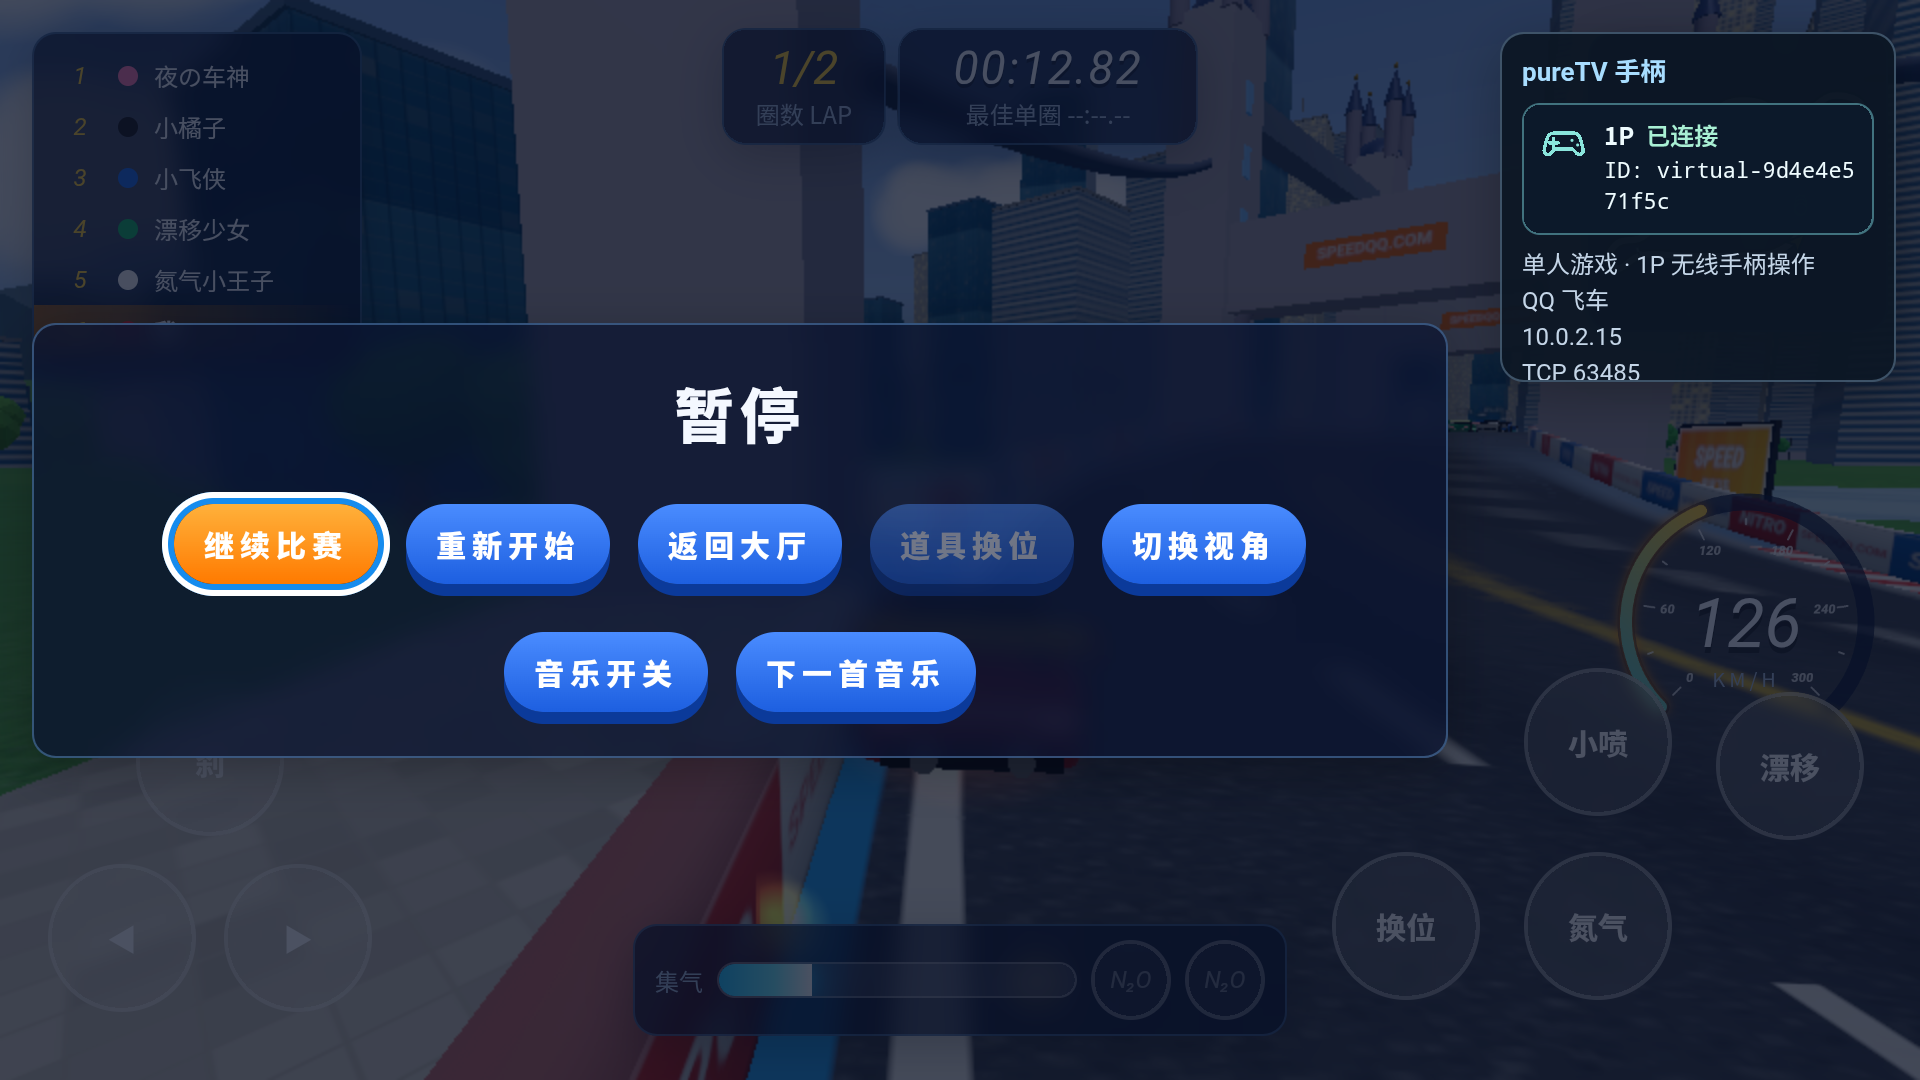 1 夜の车神
2 小橘子
3 小飞侠
4 漂移少女
5 氮气小王子
1/2
圈数 LAP
00:12.82
最佳单圈 --:--.--
pureTV 手柄
1P 已连接
ID: virtual-9d4e4e5
71f5c
单人游戏 · 1P 无线手柄操作
QQ 飞车
10.0.2.15
TCP 63485
SPEEDQQ.COM
暂停
继续比赛
重新开始
返回大厅
道具换位
切换视角
音乐开关
下一首音乐
SPEED
NITRO
120
180
60
240
126
0
KM/H
300
小喷
漂移
刹
◀
▶
换位
氮气
集气
N₂O
N₂O